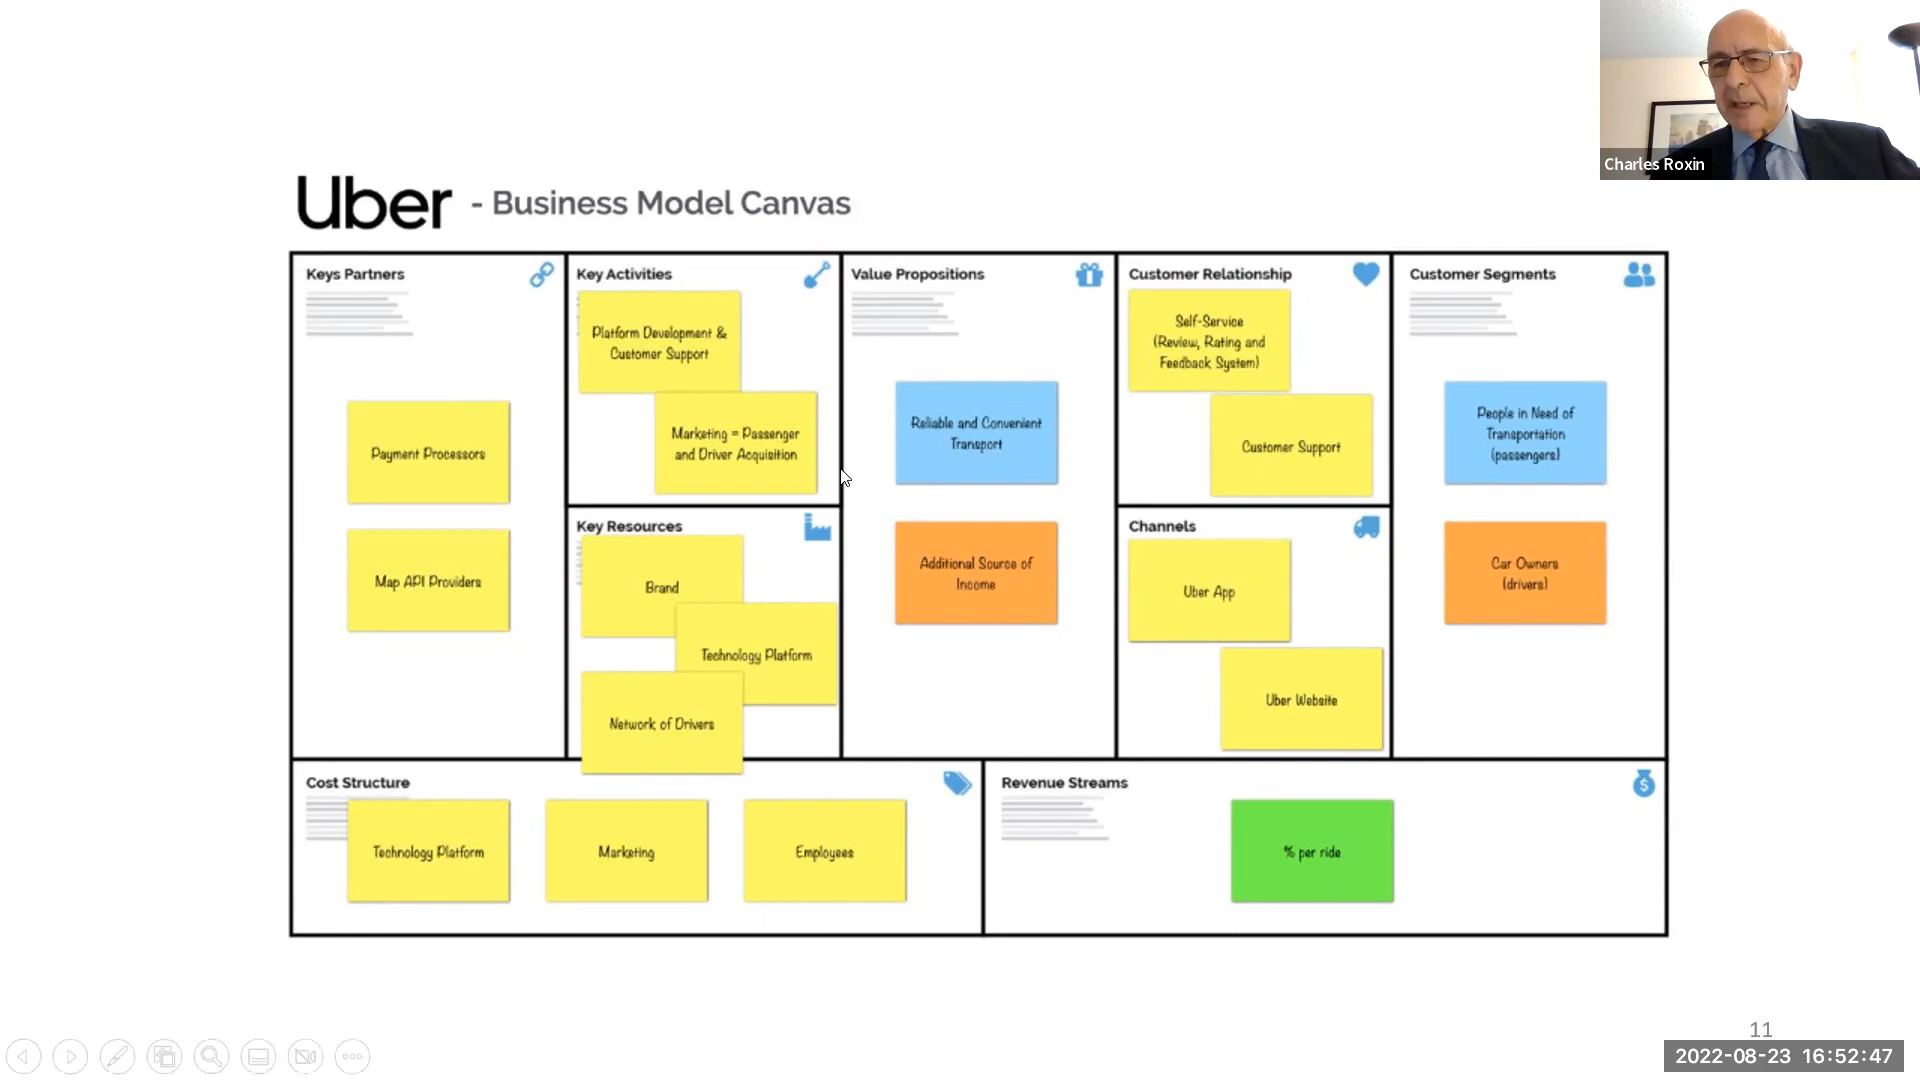 Charles Roxin
Uber - Business Model Canvas
Keys Partners
Payment Processors
Map API Providers
Key Activities
Platform Development &
Customer Support
Marketing = Passenger
and Driver Acquisition
Key Resources
Brand
Technology Platform
Network of Drivers
Value Propositions
Reliable and Convenient
Transport
Additional Source of
Income
Customer Relationship
Self-Service
(Review, Rating and
Feedback System)
Customer Support
Channels
Uber App
Uber Website
Customer Segments
People in Need of
Transportation
(passengers)
Car Owners
(drivers)
Cost Structure
Technology Platform
Marketing
Employees
Revenue Streams
% per ride
11
2022-08-23 16:52:47